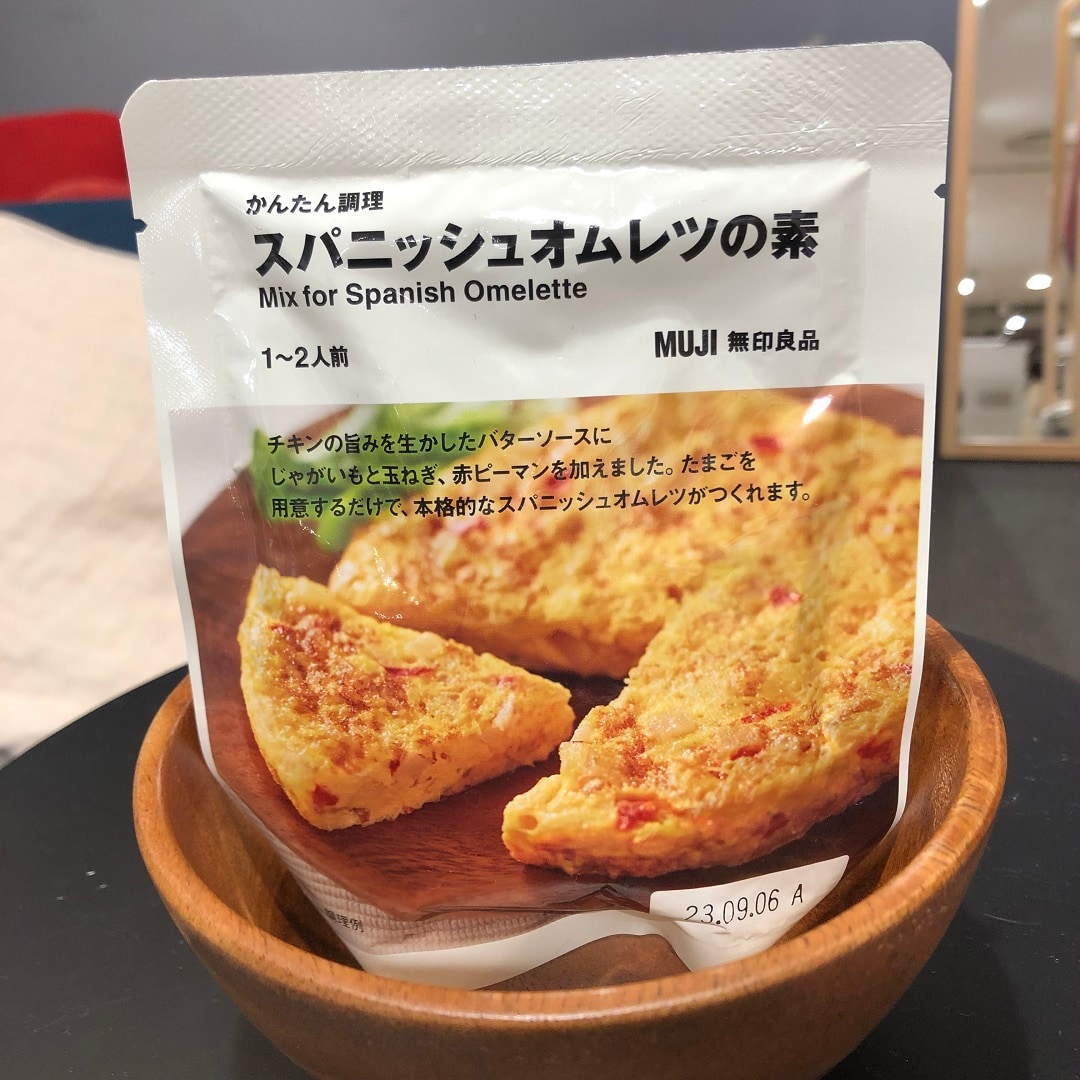 かんたん調理
スパニッシュオムレツの素
Mix for Spanish Omelette
1〜2人前
MUJI 無印良品
チキンの旨みを生かしたバターソースに
じゃがいもと玉ねぎ、赤ピーマンを加えました。たまごを
用意するだけで、本格的なスパニッシュオムレツがつくれます。
23.09.06 A
理例